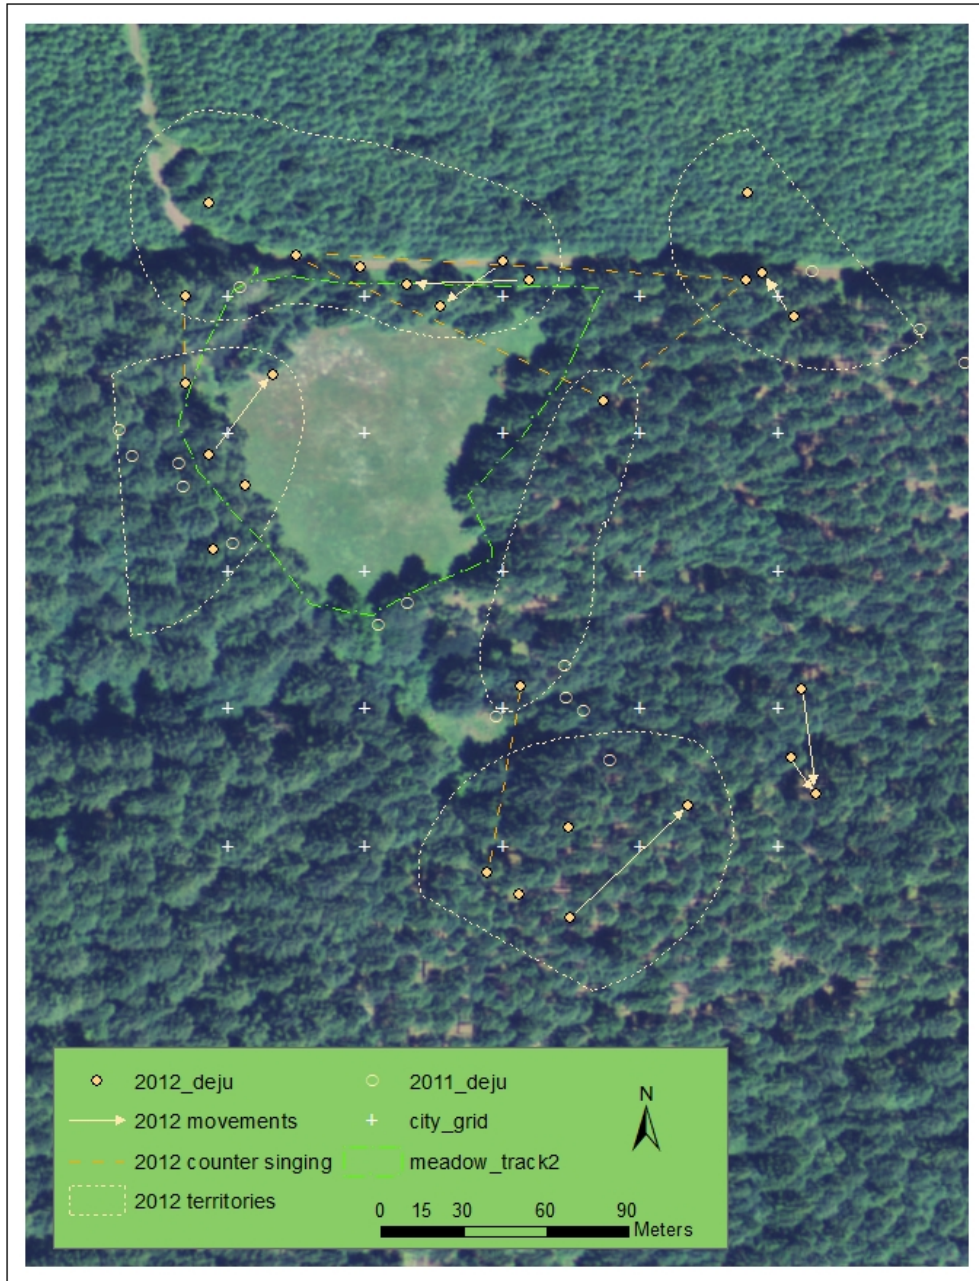 2012_deju
2011_deju
N
2012 movements
city_grid
2012 counter singing
meadow_track2
2012 territories
0 15 30 60 90
Meters